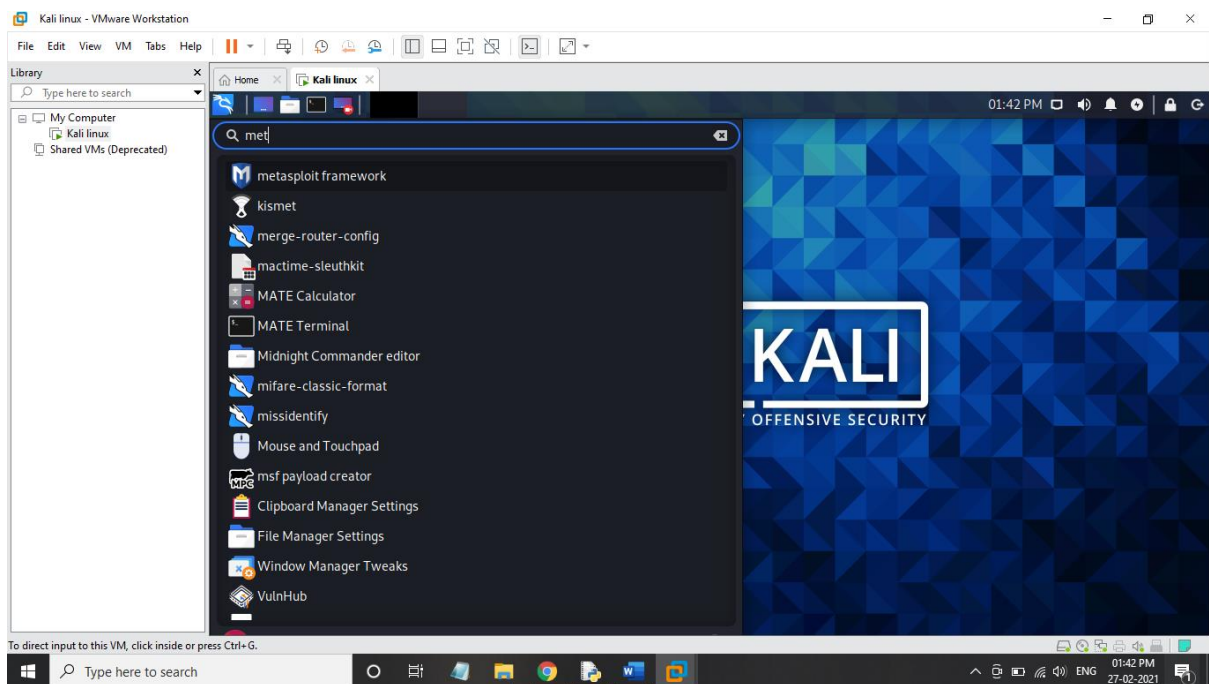 Kali linux - VMware Workstation
File Edit View VM Tabs Help
Library
Home
Kali linux
Type here to search
My Computer
Kali linux
Shared VMs (Deprecated)
01:42 PM
met
metasploit framework
kismet
merge-router-config
mactime-sleuthkit
MATE Calculator
MATE Terminal
Midnight Commander editor
mifare-classic-format
missidentify
Mouse and Touchpad
msf payload creator
Clipboard Manager Settings
File Manager Settings
Window Manager Tweaks
VulnHub
KALI
OFFENSIVE SECURITY
To direct input to this VM, click inside or press Ctrl+G.
Type here to search
ENG
01:42 PM
27-02-2021